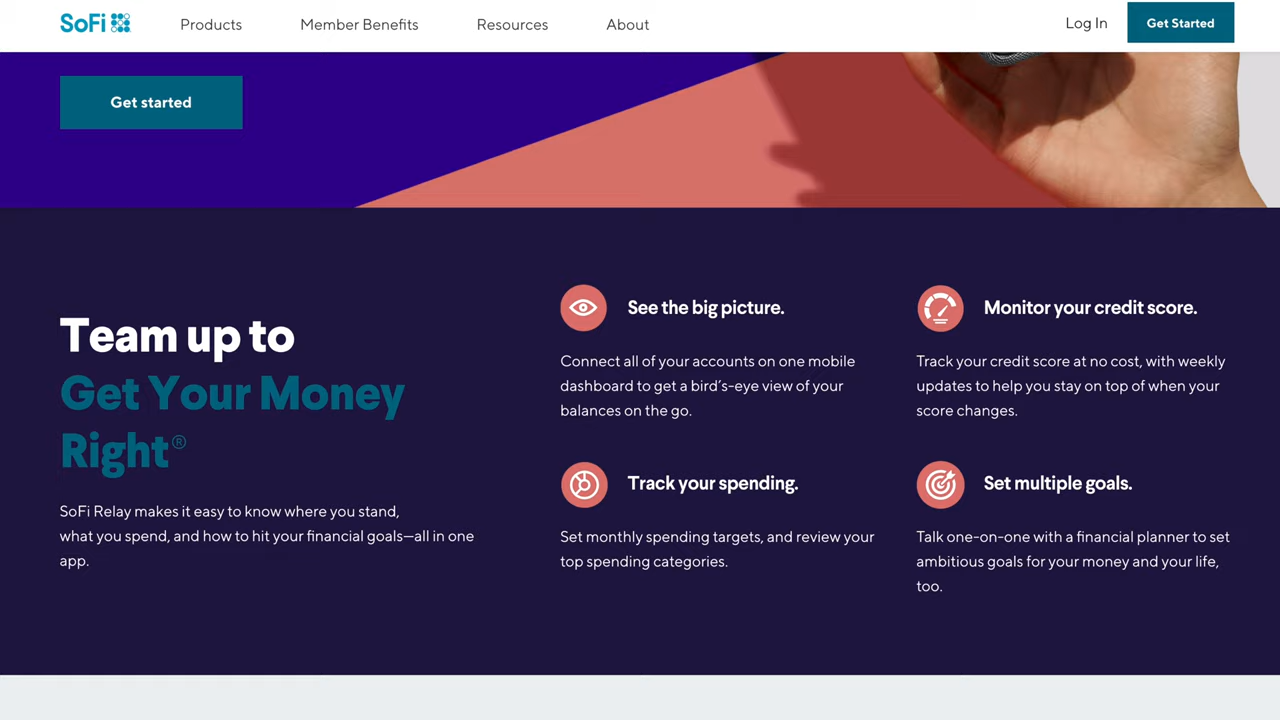 SoFi
Products
Member Benefits
Resources
About
Log In
Get Started
Get started
Team up to
Get Your Money
Right®
SoFi Relay makes it easy to know where you stand,
what you spend, and how to hit your financial goals—all in one
app.
See the big picture.
Connect all of your accounts on one mobile
dashboard to get a bird's-eye view of your
balances on the go.
Monitor your credit score.
Track your credit score at no cost, with weekly
updates to help you stay on top of when your
score changes.
Track your spending.
Set monthly spending targets, and review your
top spending categories.
Set multiple goals.
Talk one-on-one with a financial planner to set
ambitious goals for your money and your life,
too.